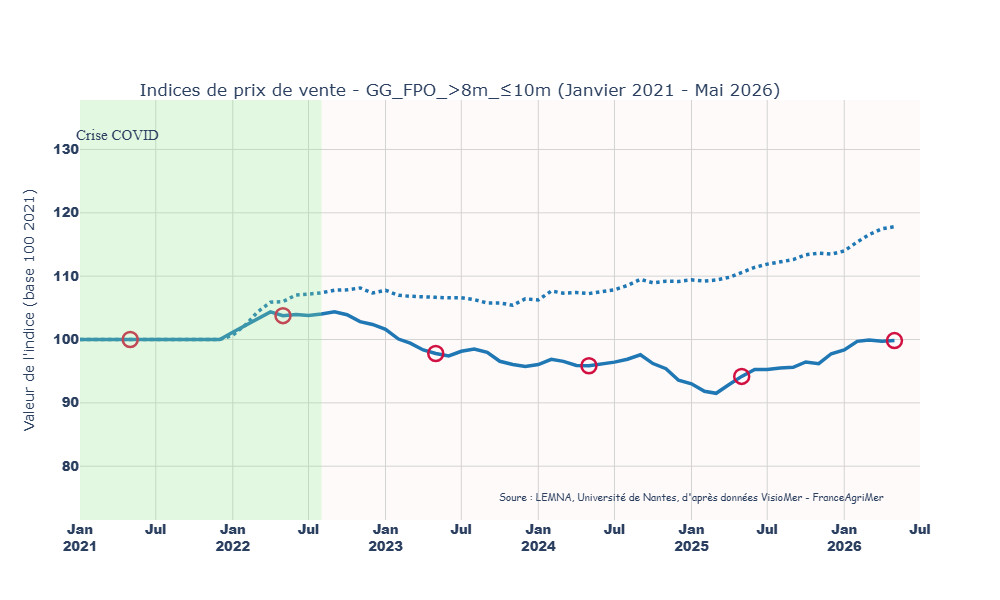 Indices de prix de vente - GG_FPO_>8m_≤10m (Janvier 2021 - Mai 2026)
Crise COVID
130
120
110
100
90
80
Valeur de l'indice (base 100 2021)
Soure : LEMNA, Université de Nantes, d'après données VisioMer - FranceAgriMer
Jan Jul Jan Jul Jan Jul Jan Jul Jan Jul Jan Jul
2021 2022 2023 2024 2025 2026